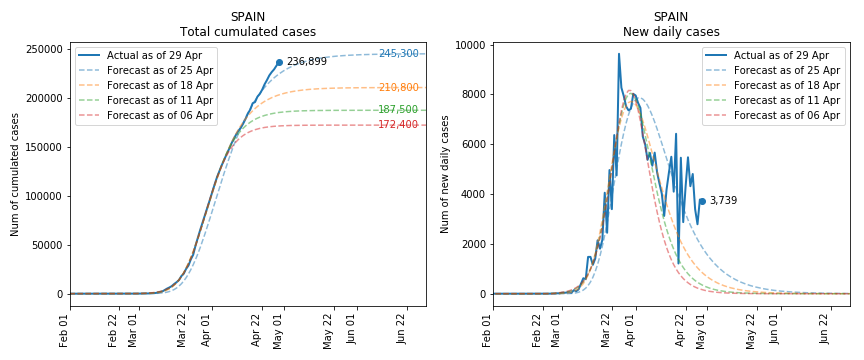 SPAIN
Total cumulated cases
Num of cumulated cases
250000
200000
150000
100000
50000
0
Actual as of 29 Apr
Forecast as of 25 Apr
Forecast as of 18 Apr
Forecast as of 11 Apr
Forecast as of 06 Apr
236,899
245,300
210,800
187,500
172,400
Feb 01
Feb 22
Mar 01
Mar 22
Apr 01
Apr 22
May 01
May 22
Jun 01
Jun 22
SPAIN
New daily cases
Num of new daily cases
10000
8000
6000
4000
2000
0
Actual as of 29 Apr
Forecast as of 25 Apr
Forecast as of 18 Apr
Forecast as of 11 Apr
Forecast as of 06 Apr
3,739
Feb 01
Feb 22
Mar 01
Mar 22
Apr 01
Apr 22
May 01
May 22
Jun 01
Jun 22